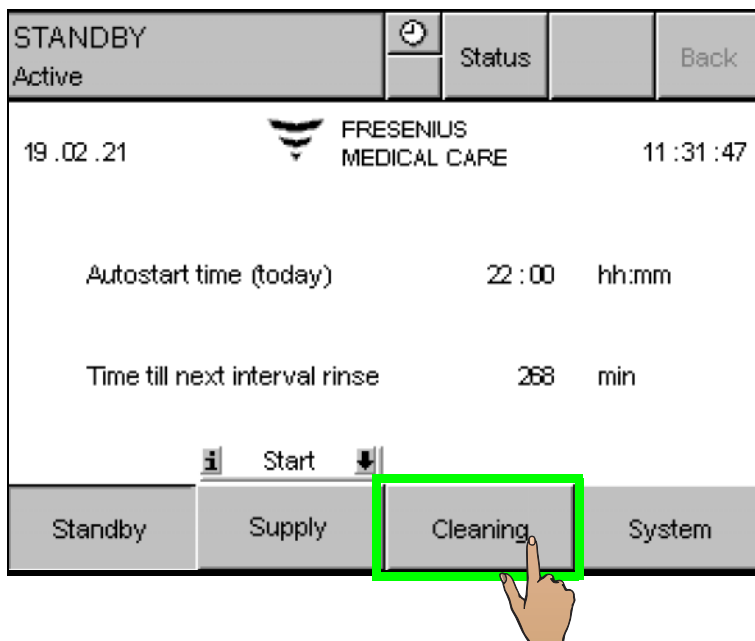 STANDBY
Active
Status
Back
19.02.21
FRESENIUS
MEDICAL CARE
11:31:47
Autostart time (today) 22:00 hh:mm
Time till next interval rinse 268 min
i Start
Standby Supply Cleaning System